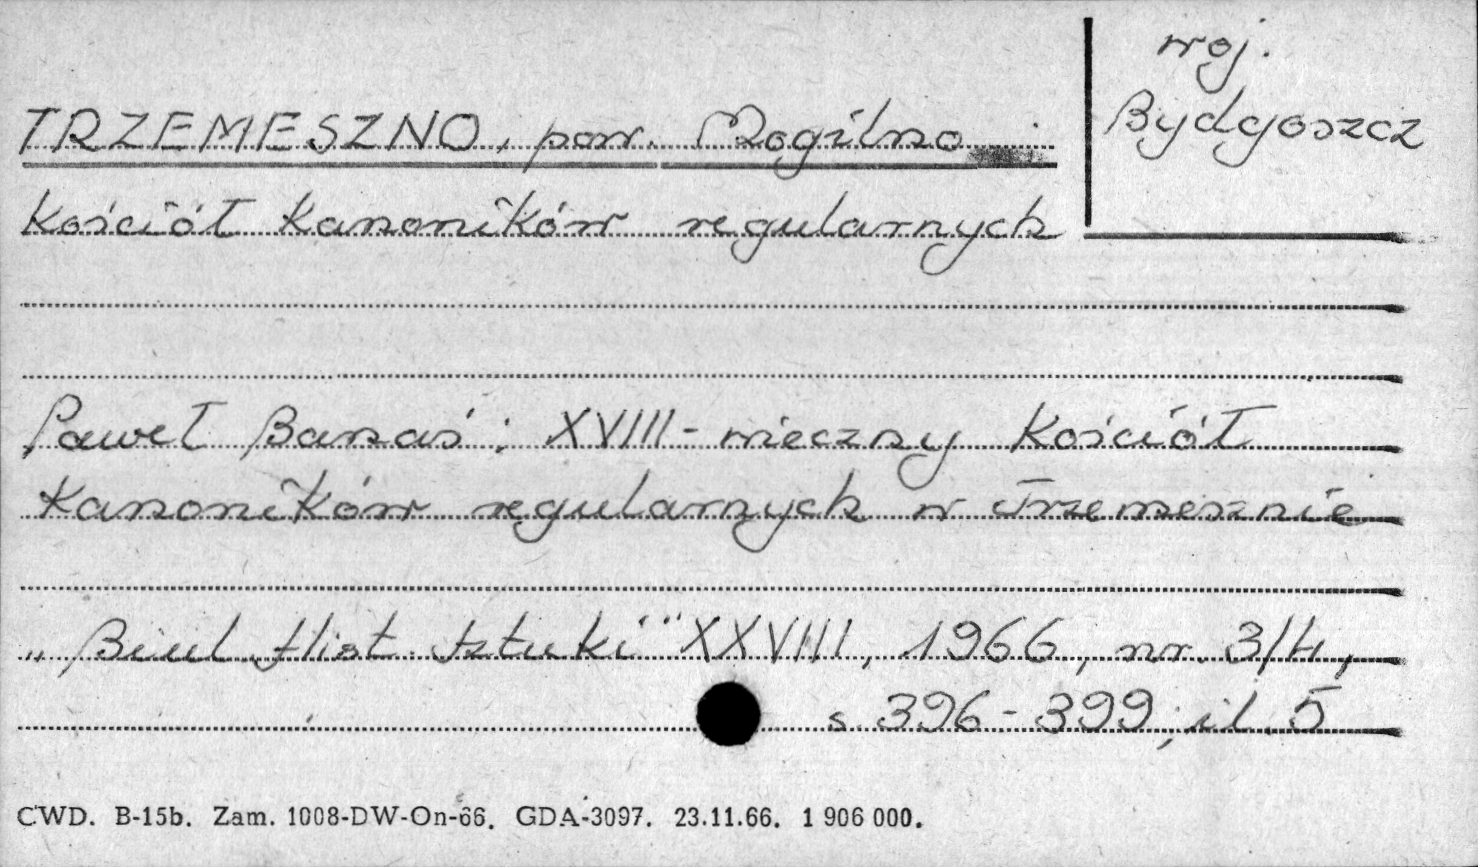 woj.
Bydgoszcz
TRZEMESZNO, pow. Mogilno
Kościół kanoników regularnych
Paweł Banaś: XVIII-wieczny kościół
kanoników regularnych w Trzemesznie
„Biul. Hist. Sztuki" XXVIII, 1966, nr. 3/4,
s. 396-399, il. 5
CWD. B-15b. Zam. 1008-DW-On-66. GDA-3097. 23.11.66. 1 906 000.